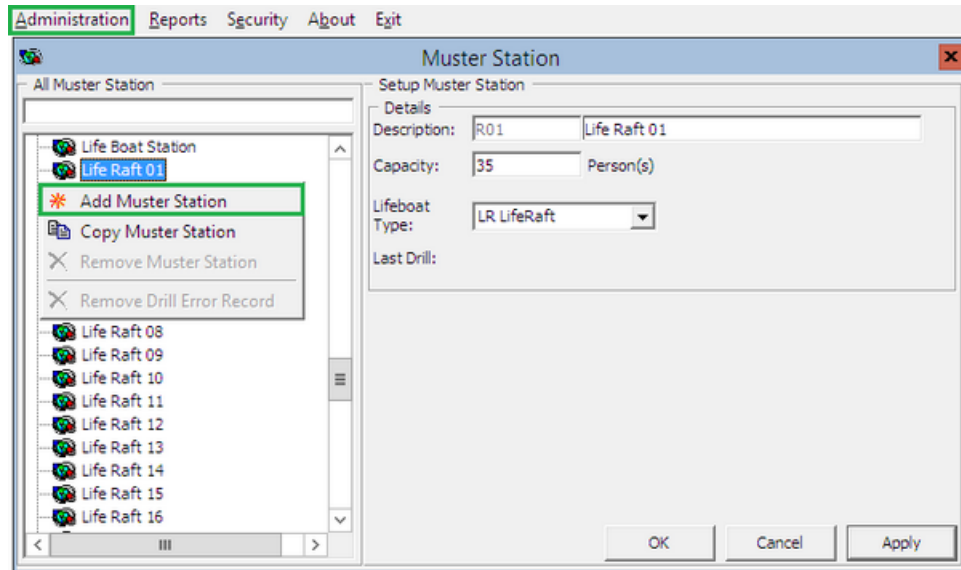 Administration Reports Security About Exit
Muster Station
All Muster Station
Setup Muster Station
Details
Description: R01 Life Raft 01
Capacity: 35 Person(s)
Lifeboat
Type: LR LifeRaft
Last Drill:
Life Boat Station
Life Raft 01
Add Muster Station
Copy Muster Station
Remove Muster Station
Remove Drill Error Record
Life Raft 08
Life Raft 09
Life Raft 10
Life Raft 11
Life Raft 12
Life Raft 13
Life Raft 14
Life Raft 15
Life Raft 16
OK Cancel Apply